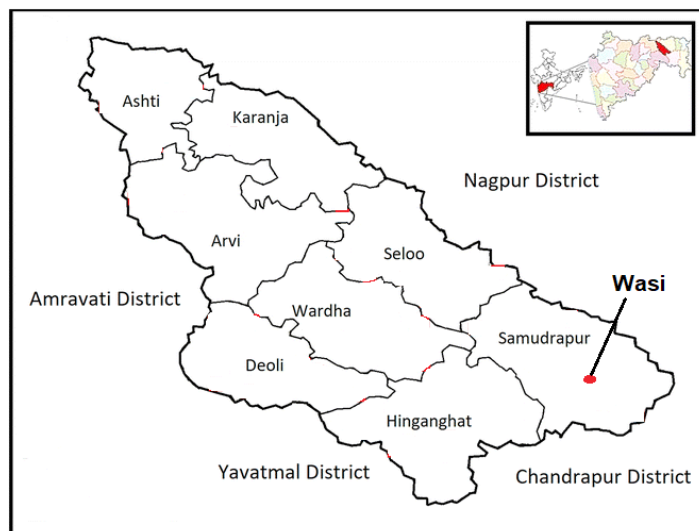 Ashti
Karanja
Nagpur District
Arvi
Seloo
Wasi
Amravati District
Wardha
Samudrapur
Deoli
Hinganghat
Yavatmal District
Chandrapur District